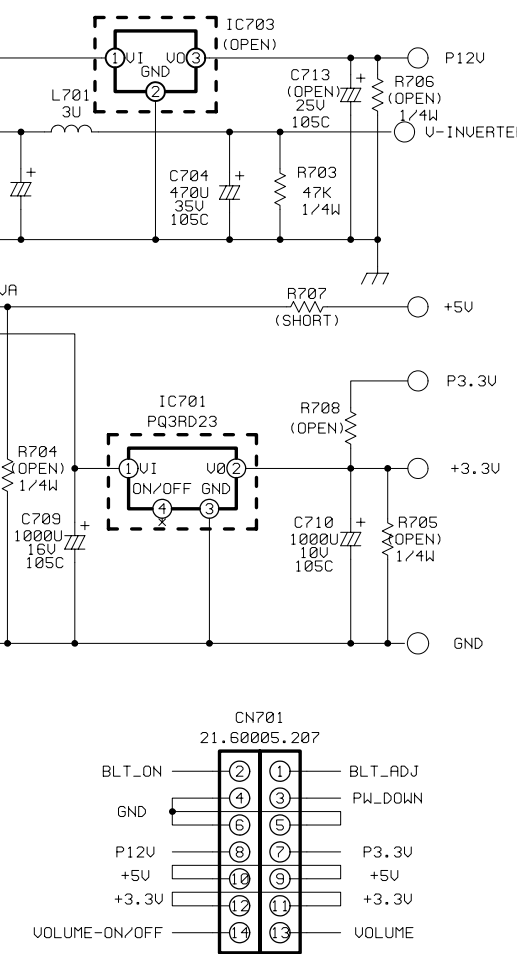 IC703
(OPEN)
1 VI VO 3
GND
2
P12V
C713
(OPEN)
25V
105C
R706
(OPEN)
1/4W
L701
3U
V-INVERTE
C704
470U
35V
105C
R703
47K
1/4W
VA
R707
(SHORT)
+5V
P3.3V
IC701
PQ3RD23
R708
(OPEN)
R704
(OPEN)
1/4W
1 VI VO 2
ON/OFF GND
4 3
+3.3V
C709
1000U
16V
105C
C710
1000U
10V
105C
R705
(OPEN)
1/4W
GND
CN701
21.60005.207
BLT_ON 2 1 BLT_ADJ
4 3 PW_DOWN
GND
6 5
P12V 8 7 P3.3V
+5V 10 9 +5V
+3.3V 12 11 +3.3V
VOLUME-ON/OFF 14 13 VOLUME